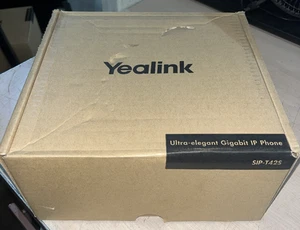 Yealink
Ultra-elegant Gigabit IP Phone
SIP-T42S